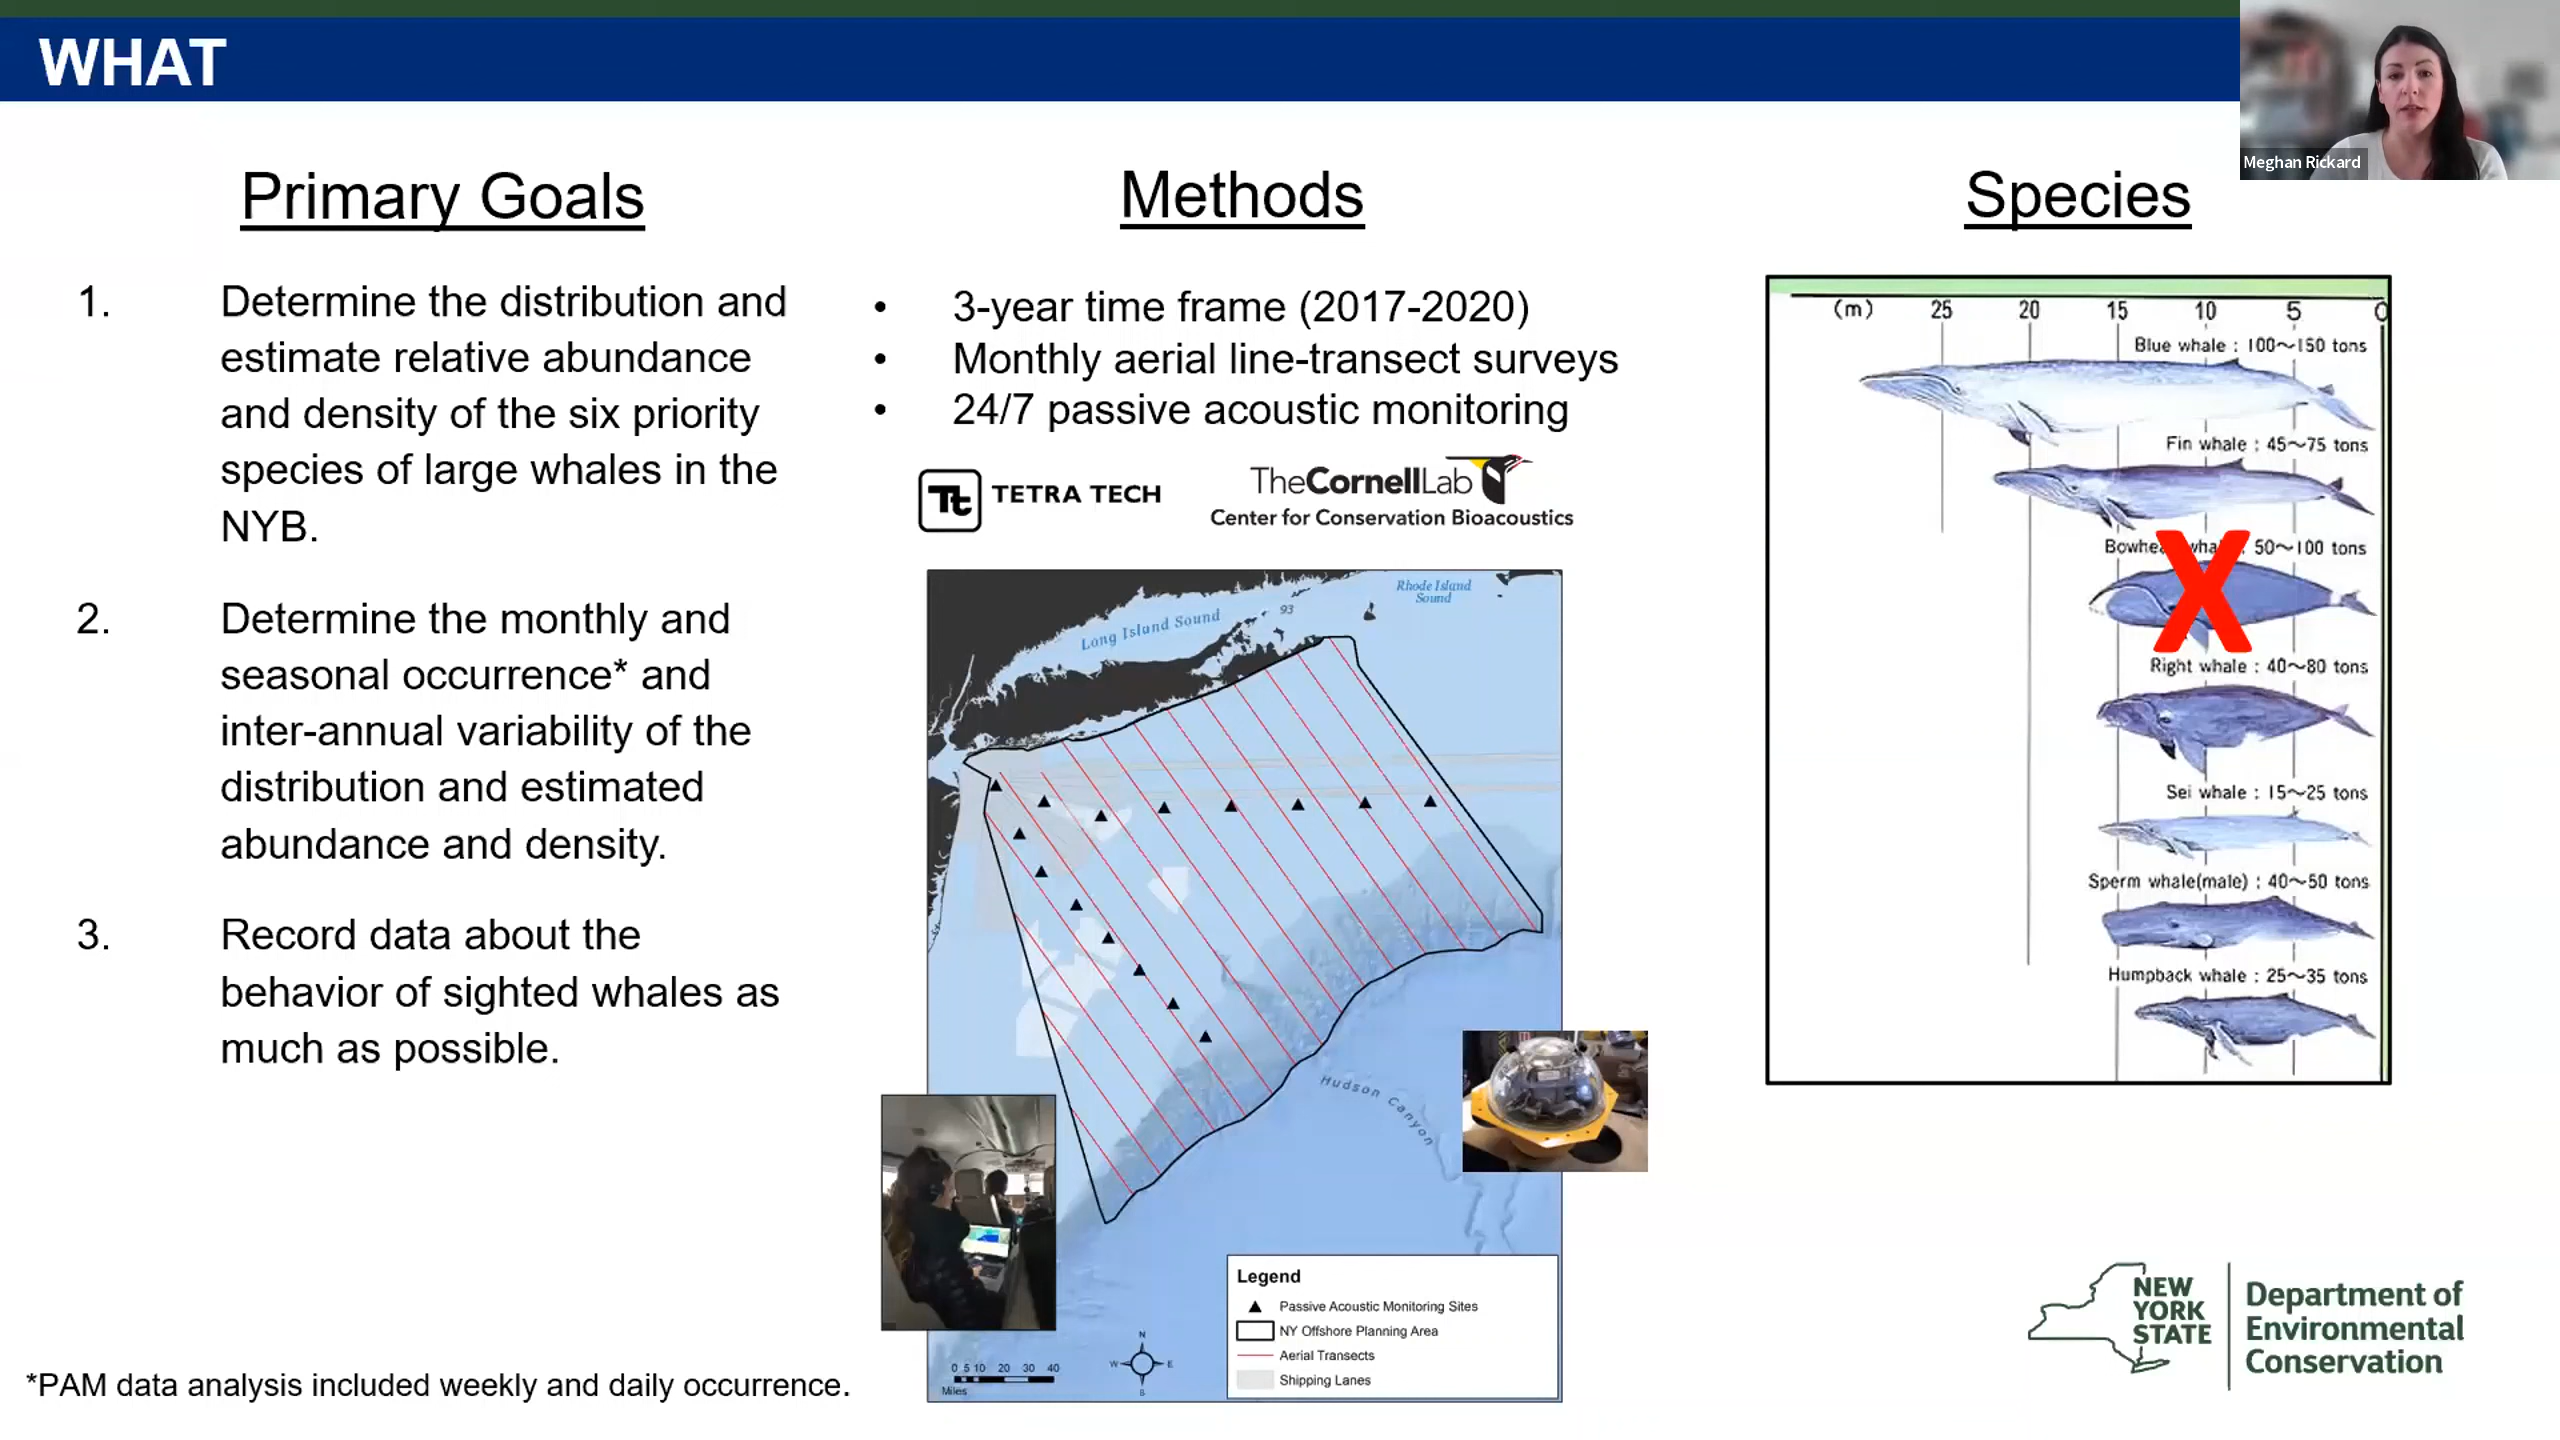 WHAT
Meghan Rickard
Primary Goals
1. Determine the distribution and
estimate relative abundance
and density of the six priority
species of large whales in the
NYB.
2. Determine the monthly and
seasonal occurrence* and
inter-annual variability of the
distribution and estimated
abundance and density.
3. Record data about the
behavior of sighted whales as
much as possible.
*PAM data analysis included weekly and daily occurrence.
Methods
• 3-year time frame (2017-2020)
• Monthly aerial line-transect surveys
• 24/7 passive acoustic monitoring
Tt TETRA TECH
TheCornellLab
Center for Conservation Bioacoustics
Rhode Island
Sound
93
Long Island Sound
Hudson Canyon
Legend
Passive Acoustic Monitoring Sites
NY Offshore Planning Area
Aerial Transects
Shipping Lanes
N
W E
S
0 5 10 20 30 40
Miles
Species
(m) 25 20 15 10 5 0
Blue whale : 100~150 tons
Fin whale : 45~75 tons
X
50~100 tons
Right whale : 40~80 tons
Sei whale : 15~25 tons
Sperm whale(male) : 40~50 tons
Humpback whale : 25~35 tons
NEW
YORK
STATE
Department of
Environmental
Conservation